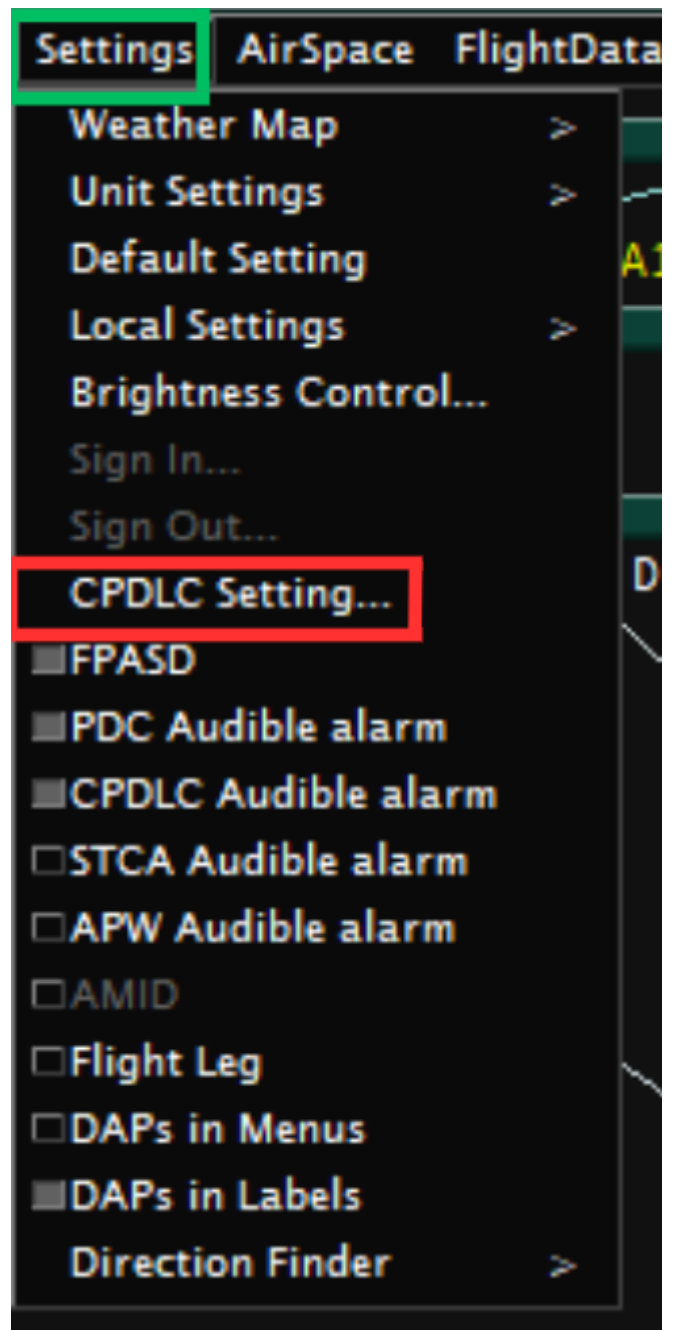 Settings AirSpace FlightData
Weather Map >
Unit Settings >
Default Setting
A1
Local Settings >
Brightness Control...
Sign In...
Sign Out...
CPDLC Setting...
D
FPASD
PDC Audible alarm
CPDLC Audible alarm
STCA Audible alarm
APW Audible alarm
AMID
Flight Leg
DAPs in Menus
DAPs in Labels
Direction Finder >